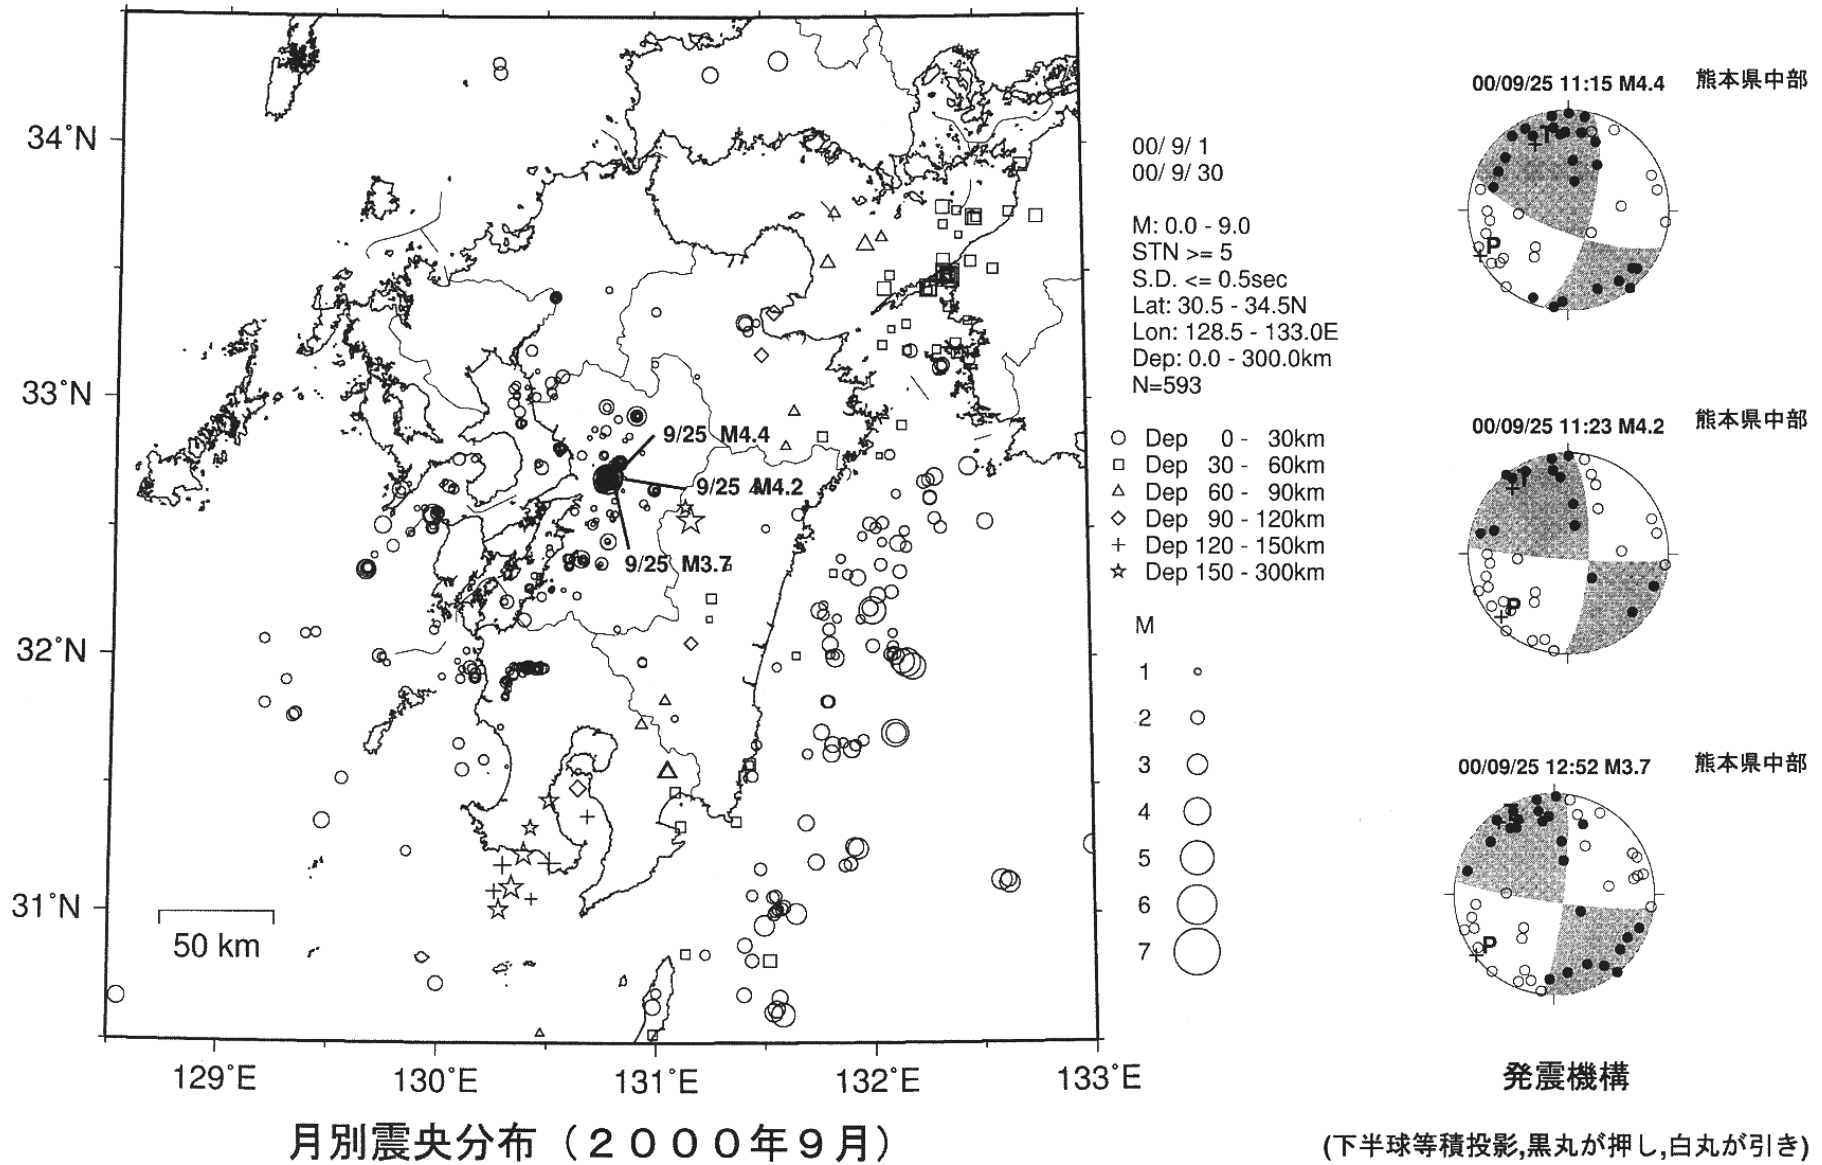 34°N
33°N
32°N
31°N
129°E
130°E
131°E
132°E
133°E
50 km
9/25 M4.4
9/25 M4.2
9/25 M3.7
月別震央分布(2000年9月)
00/ 9/ 1
00/ 9/ 30
M: 0.0 - 9.0
STN >= 5
S.D. <= 0.5sec
Lat: 30.5 - 34.5N
Lon: 128.5 - 133.0E
Dep: 0.0 - 300.0km
N=593
Dep 0 - 30km
Dep 30 - 60km
Dep 60 - 90km
Dep 90 - 120km
Dep 120 - 150km
Dep 150 - 300km
M
1
2
3
4
5
6
7
00/09/25 11:15 M4.4 熊本県中部
T
P
00/09/25 11:23 M4.2 熊本県中部
T
P
00/09/25 12:52 M3.7 熊本県中部
T
P
発震機構
(下半球等積投影,黒丸が押し,白丸が引き)